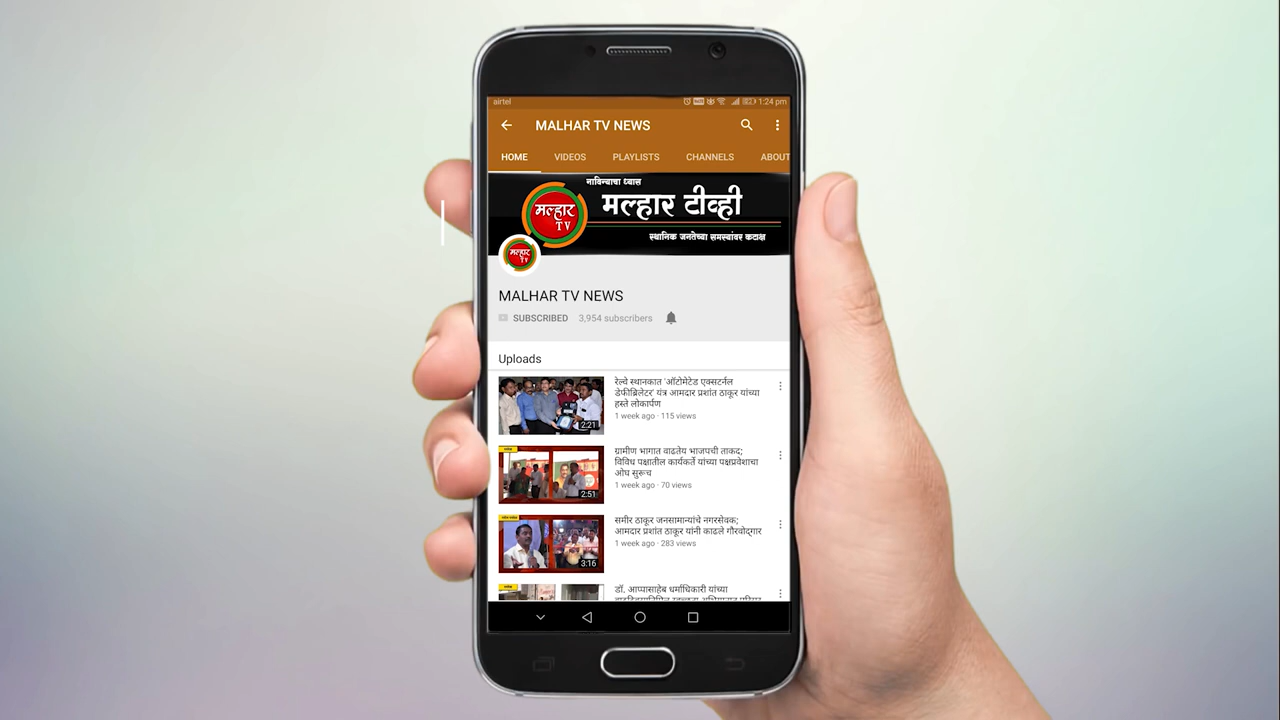 airtel
1:24 pm
MALHAR TV NEWS
HOME VIDEOS PLAYLISTS CHANNELS ABOUT
नाविन्याचा ध्यास
मल्हार टीव्ही
मल्हार
TV
स्थानिक जनतेच्या समस्यांवर कटाक्ष
मल्हार
TV
MALHAR TV NEWS
SUBSCRIBED 3,954 subscribers
Uploads
रेल्वे स्थानकात 'ऑटोमेटेड एक्सटर्नल
डेफीब्रिलेटर' यंत्र आमदार प्रशांत ठाकूर यांच्या
हस्ते लोकार्पण
1 week ago · 115 views
2:21
ग्रामीण भागात वाढतेय भाजपची ताकद;
विविध पक्षातील कार्यकर्ते यांच्या पक्षप्रवेशाचा
ओघ सुरूच
1 week ago · 70 views
2:51
समीर ठाकूर जनसामान्यांचे नगरसेवक;
आमदार प्रशांत ठाकूर यांनी काढले गौरवोद्गार
1 week ago · 283 views
3:16
डॉ. आप्पासाहेब धर्माधिकारी यांच्या